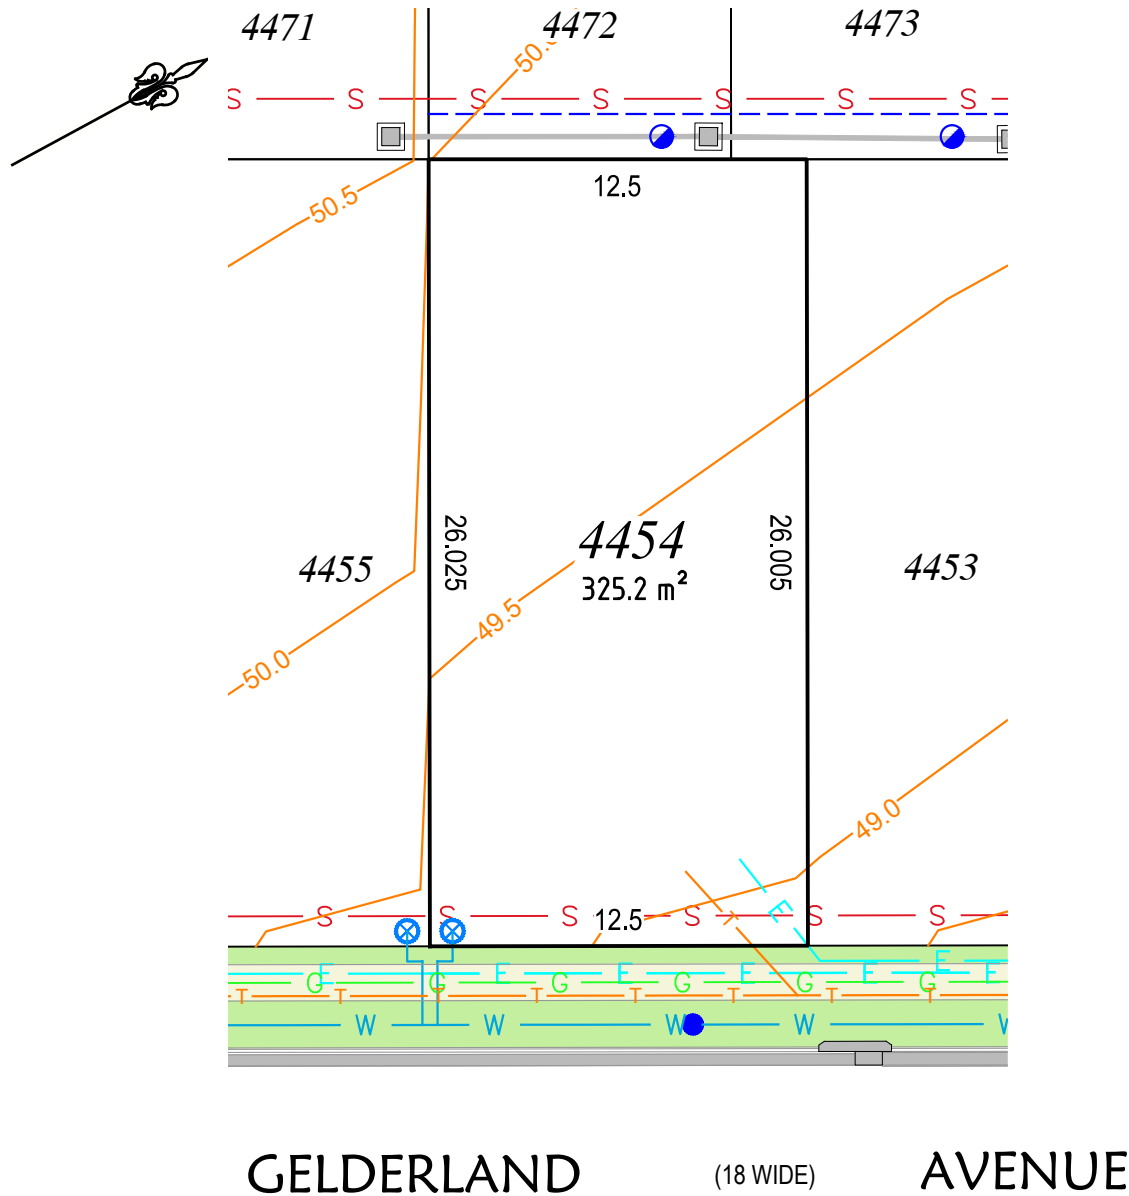 4471
4472
4473
50.
S S S S S S S
12.5
50.5
4454
325.2 m²
26.025
26.005
4455
4453
49.5
50.0
49.0
S S S S S S
12.5
T E
E
E E E E E E
G G G G G G
T T T T T T T T
W W W W
GELDERLAND (18 WIDE) AVENUE